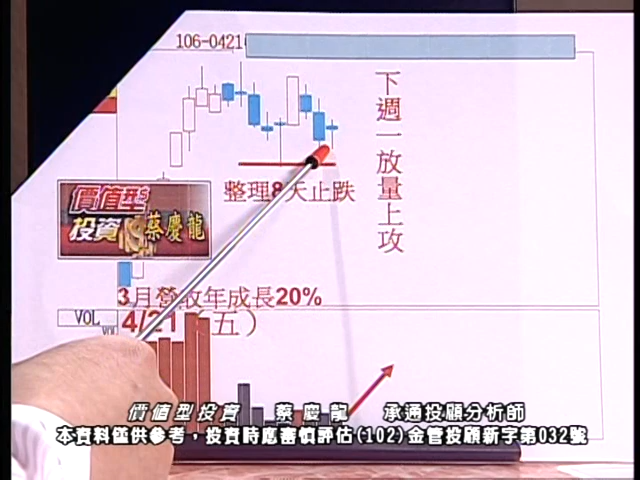 106-0421
下週一放量上攻
整理8天止跌
價值型
投資
蔡慶龍
3月營收年成長20%
VOL
4/21（五）
價值型投資 蔡慶龍 承通投顧分析師
本資料僅供參考，投資時應審慎評估(102)金管投顧新字第032號